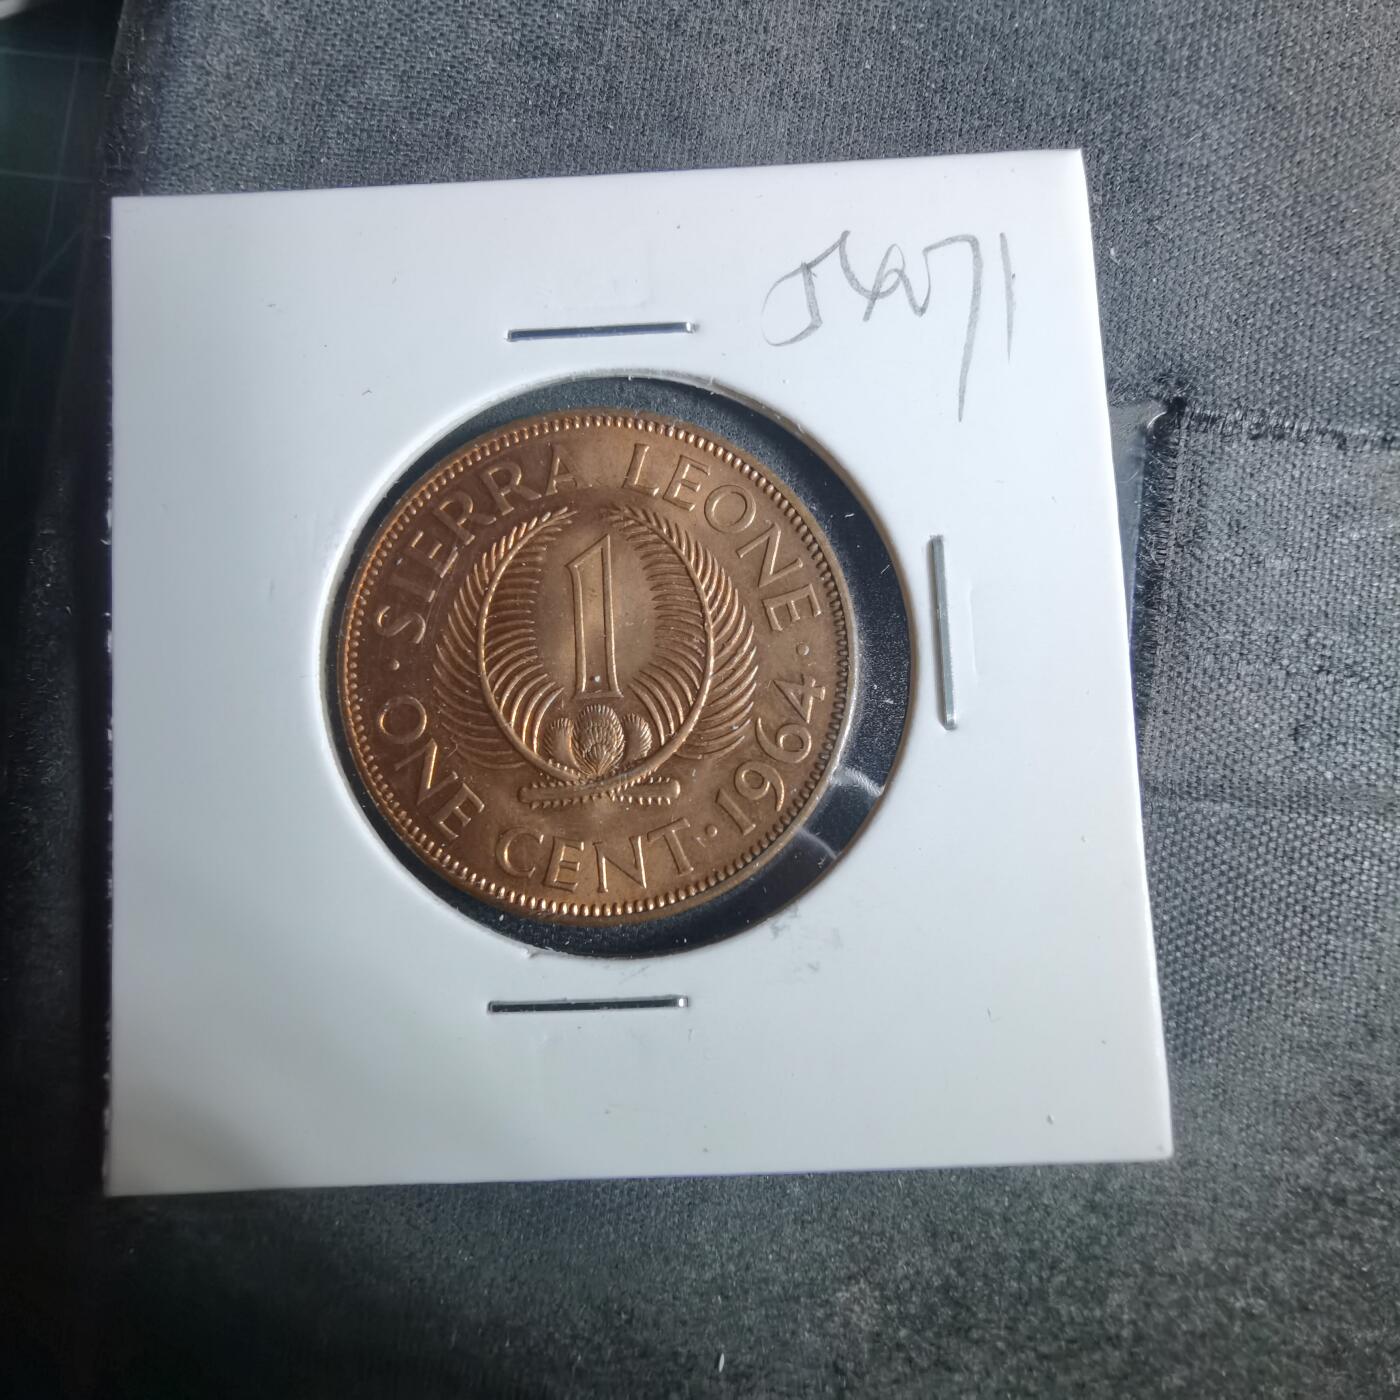 SIERRA LEONE
1
ONE CENT · 1964 ·